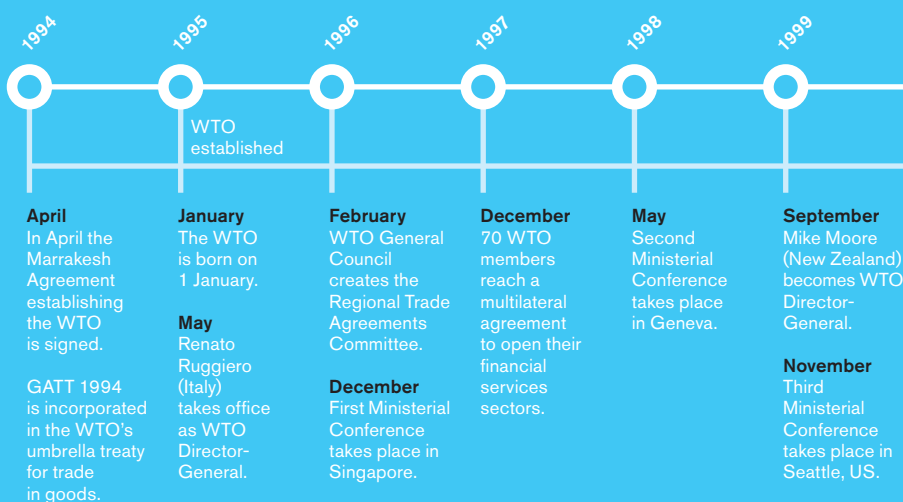 1994
1995
1996
1997
1998
1999
WTO
established
April
In April the
Marrakesh
Agreement
establishing
the WTO
is signed.
GATT 1994
is incorporated
in the WTO's
umbrella treaty
for trade
in goods.
January
The WTO
is born on
1 January.
May
Renato
Ruggiero
(Italy)
takes office
as WTO
Director-
General.
February
WTO General
Council
creates the
Regional Trade
Agreements
Committee.
December
First Ministerial
Conference
takes place in
Singapore.
December
70 WTO
members
reach a
multilateral
agreement
to open their
financial
services
sectors.
May
Second
Ministerial
Conference
takes place
in Geneva.
September
Mike Moore
(New Zealand)
becomes WTO
Director-
General.
November
Third
Ministerial
Conference
takes place in
Seattle, US.